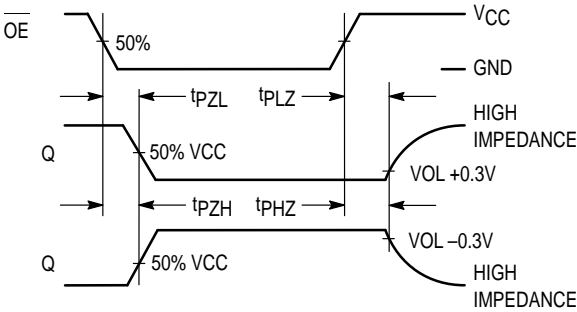 OE
VCC
50%
GND
tPZL
tPLZ
HIGH
IMPEDANCE
Q
50% VCC
VOL +0.3V
tPZH
tPHZ
VOL –0.3V
Q
50% VCC
HIGH
IMPEDANCE